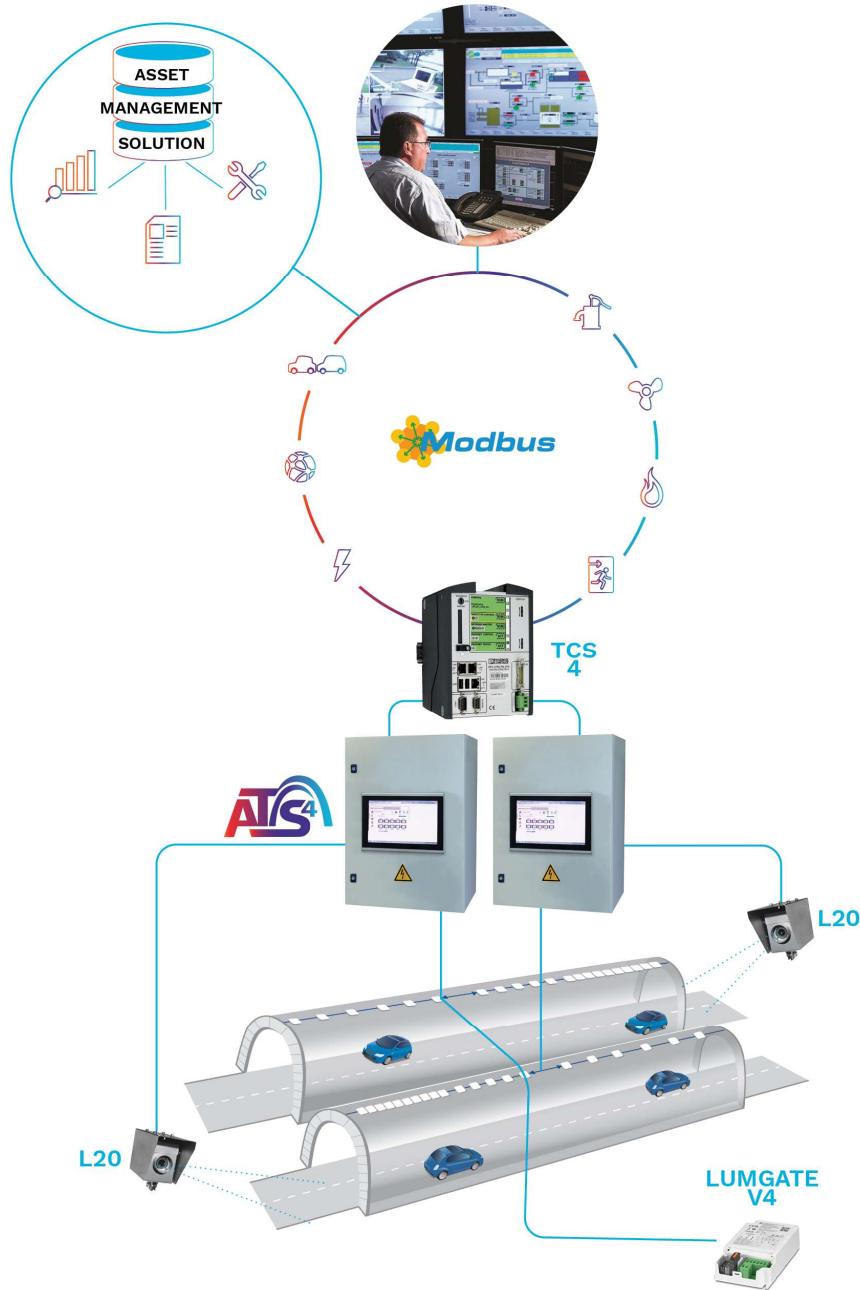 ASSET
MANAGEMENT
SOLUTION
Modbus
TCS
4
ATS4
L20
L20
LUMGATE
V4